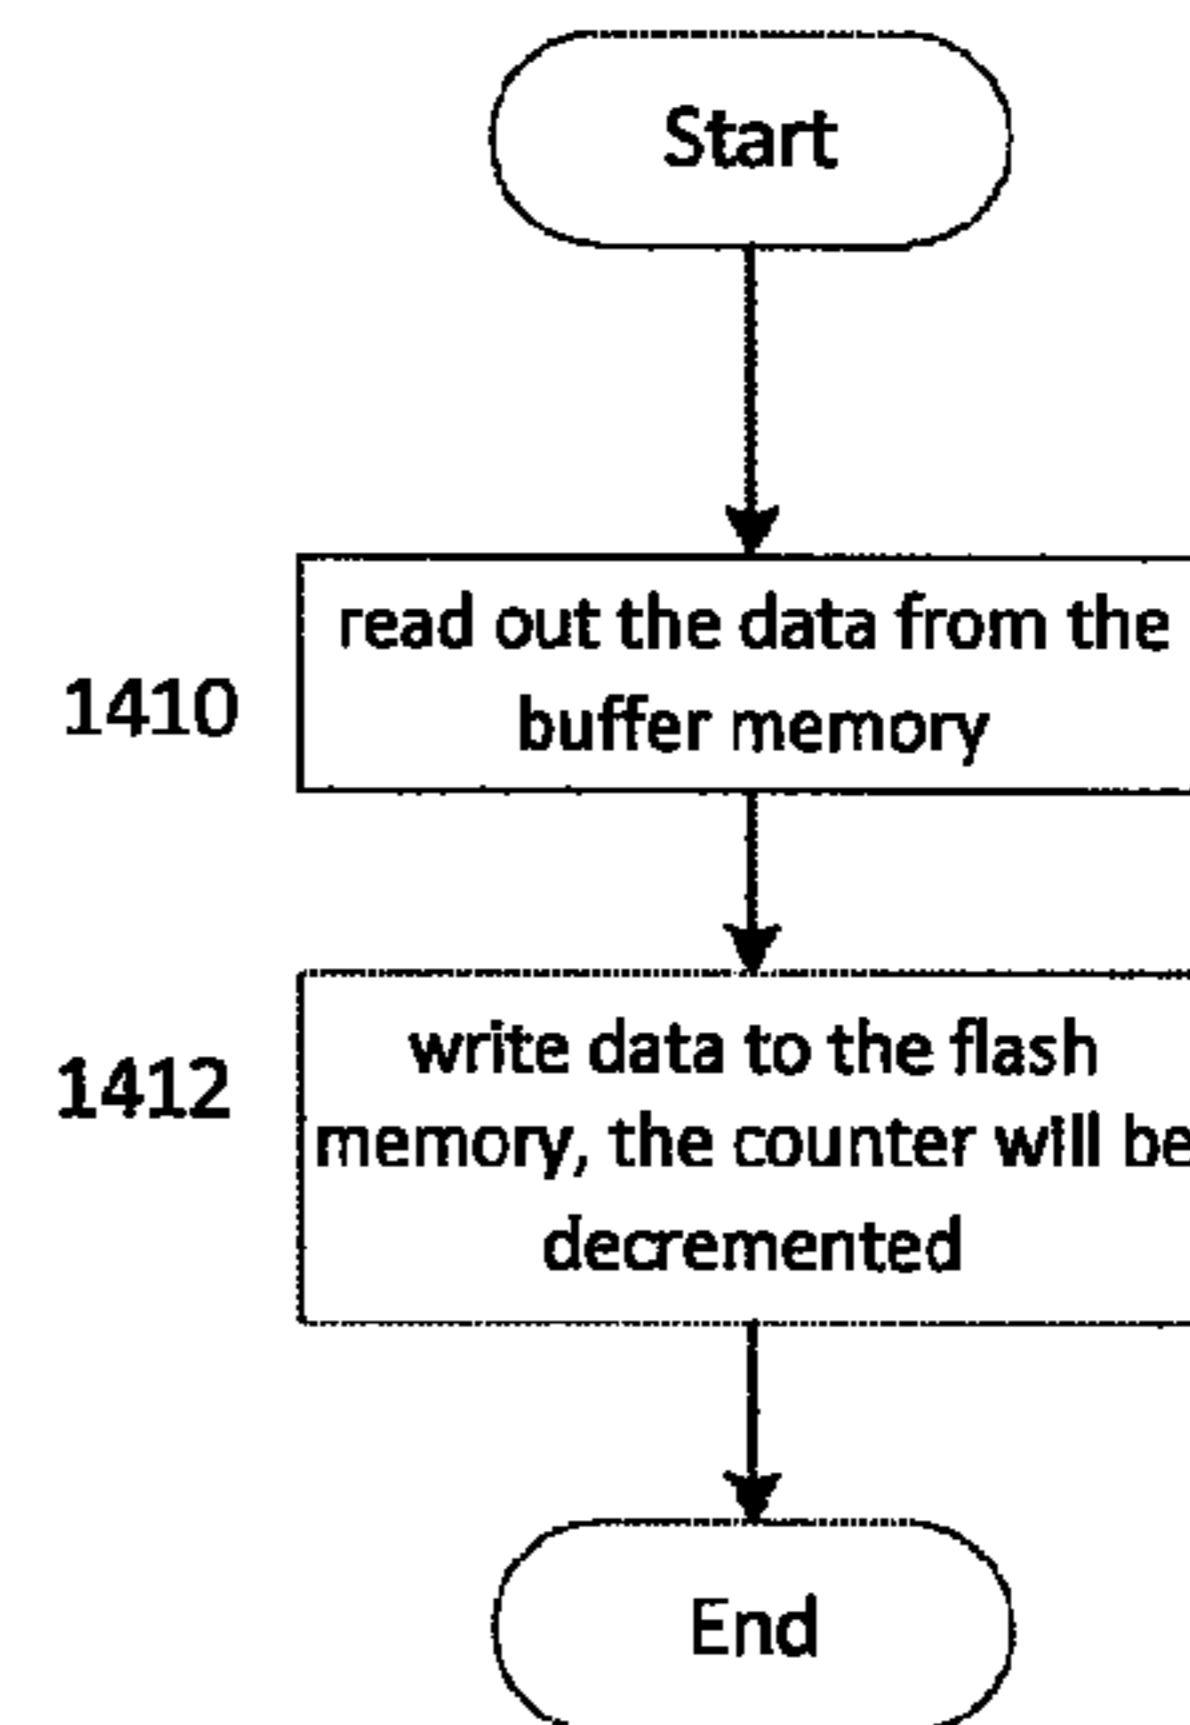 Start
read out the data from the
buffer memory
1410
write data to the flash
memory, the counter will be
decremented
1412
End